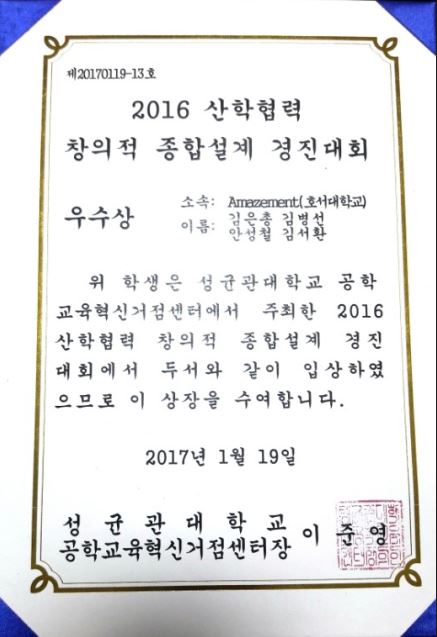 제20170119-13호
2016 산학협력
창의적 종합설계 경진대회
우수상
소속: Amazement(호서대학교)
이름: 김은총 김병선
안성철 김서환
위 학생은 성균관대학교 공학
교육혁신거점센터에서 주최한 2016
산학협력 창의적 종합설계 경진
대회에서 두서와 같이 입상하였
으므로 이 상장을 수여합니다.
2017년 1월 19일
성균관대학교
공학교육혁신거점센터장 이 준 영